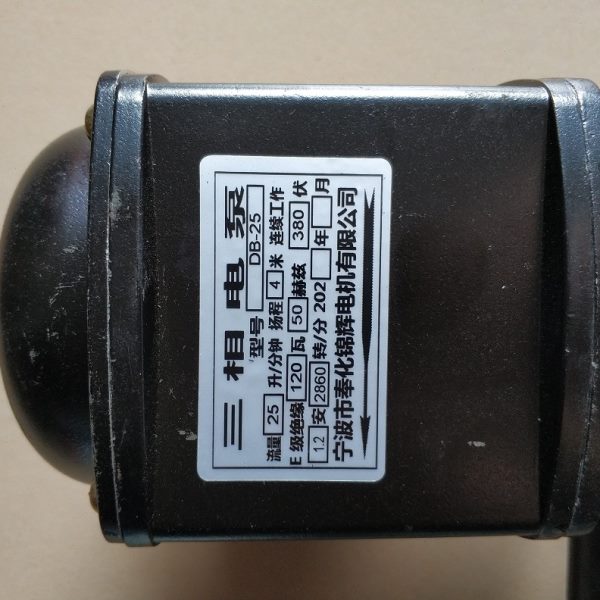 三相电泵
型号 DB-25
流量 25 升/分钟 扬程 4 米 连续工作
E 级绝缘 120 瓦 50 赫兹 380 伏
1.2 安 2860 转/分 202 年 月
宁波市奉化锦辉电机有限公司